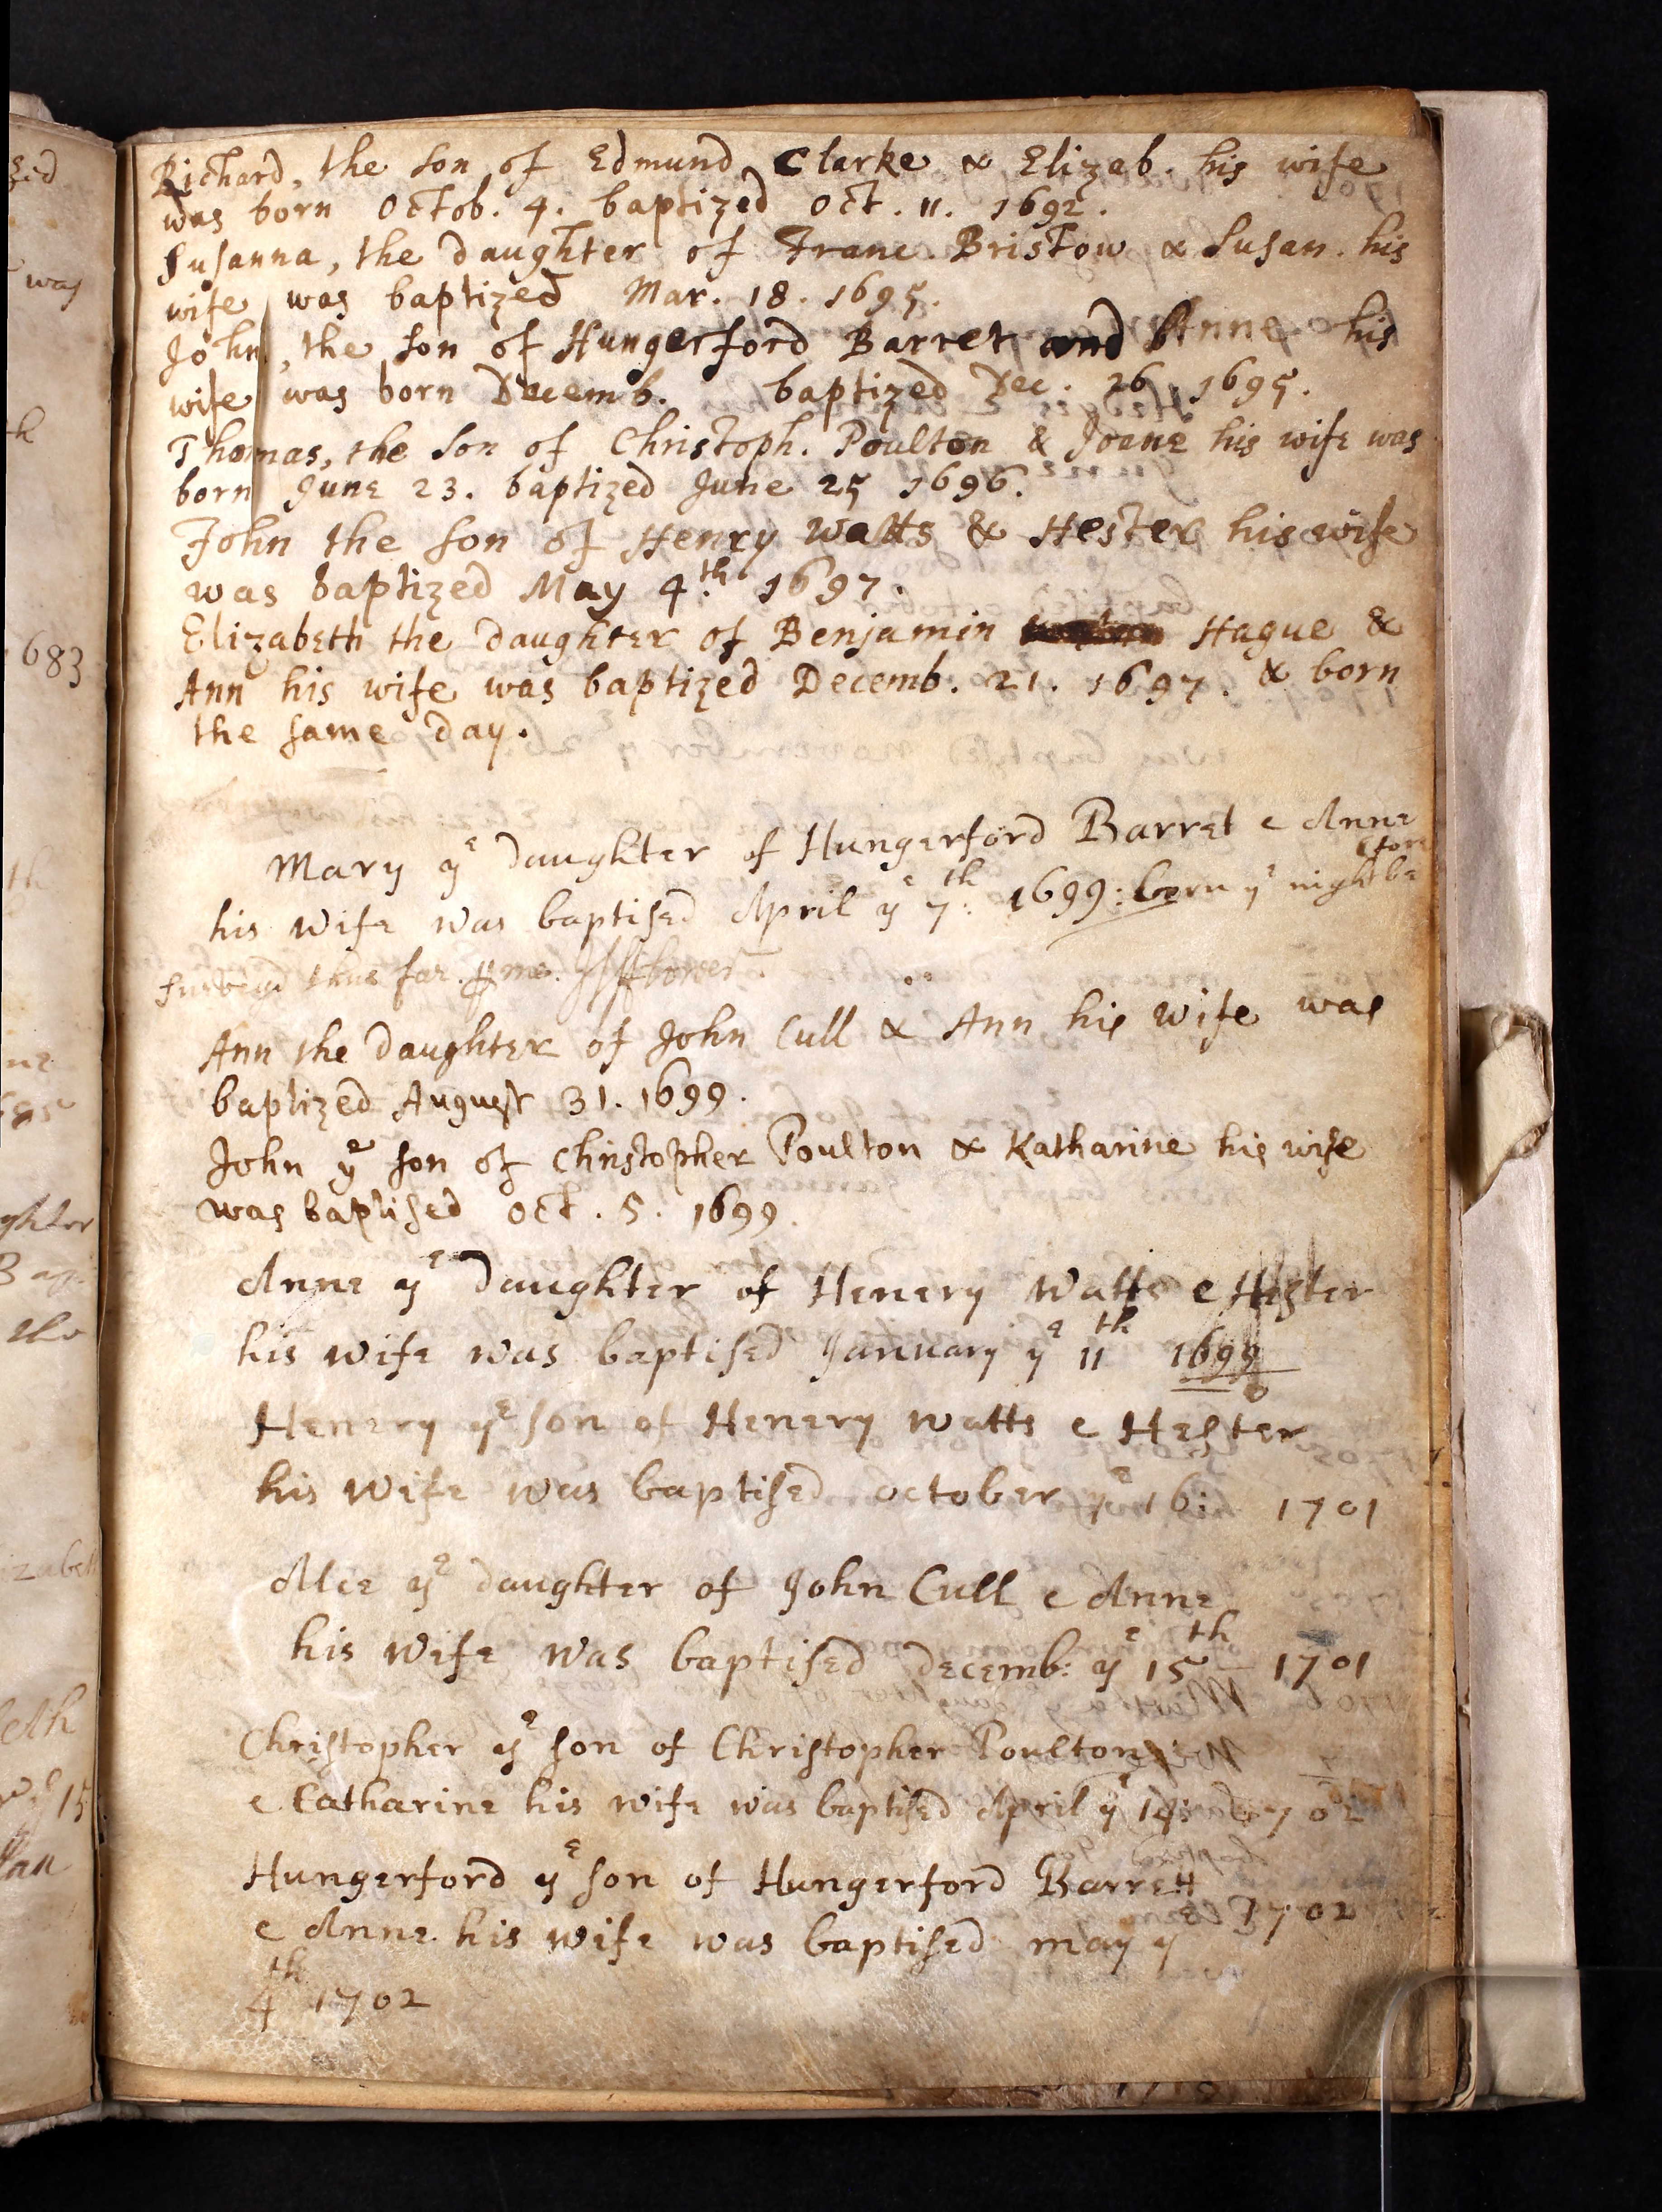 Richard, the son of Edmund Clarke & Elizeb. his wife
was born Octob. 4. baptized Oct. 11. 1692.
Susanna, the daughter of Franc. Bristow & Susan. his
wife was baptized Mar. 18. 1695.
John, the son of Hungerford Barret and Anne his
wife was born Decemb. baptized Dec. 26. 1695.
Thomas, the son of Christoph. Poulton & Joane his wife was
born June 23. baptized June 25 1696.
John the son of Henry Watts & Hester his wife
was baptized May 4.th 1697.
Elizabeth the daughter of Benjamin Hague &
Ann his wife was baptized Decemb. 21. 1697. & born
the same day.
Mary ye daughter of Hungerford Barret e Anne
his wife was baptised April ye 7th: 1699: born ye night be
fore
thus far. me.
Ann the daughter of John Cull & Ann his wife was
baptized August 31. 1699.
John ye son of Christopher Poulton & Katharine his wife
was baptised Oct. 5. 1699.
Anne ye daughter of Henery Watts e Hester
his wife was baptised January ye 11th 1699
Henery ye son of Henery Watts e Hester
his wife was baptised october ye 16: 1701
Alce ye daughter of John Cull e Anne
his wife was baptised decemb: ye 15th 1701
Christopher ye son of Christopher Poulton
e Catharine his wife was baptised April ye 1702
Hungerford ye son of Hungerford Barrett
e Anne his wife was baptised may ye 1702
4th 1702